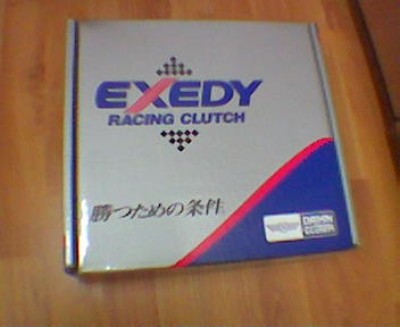 EXEDY
RACING CLUTCH
勝つための条件
DAIKIN
CLUTCH